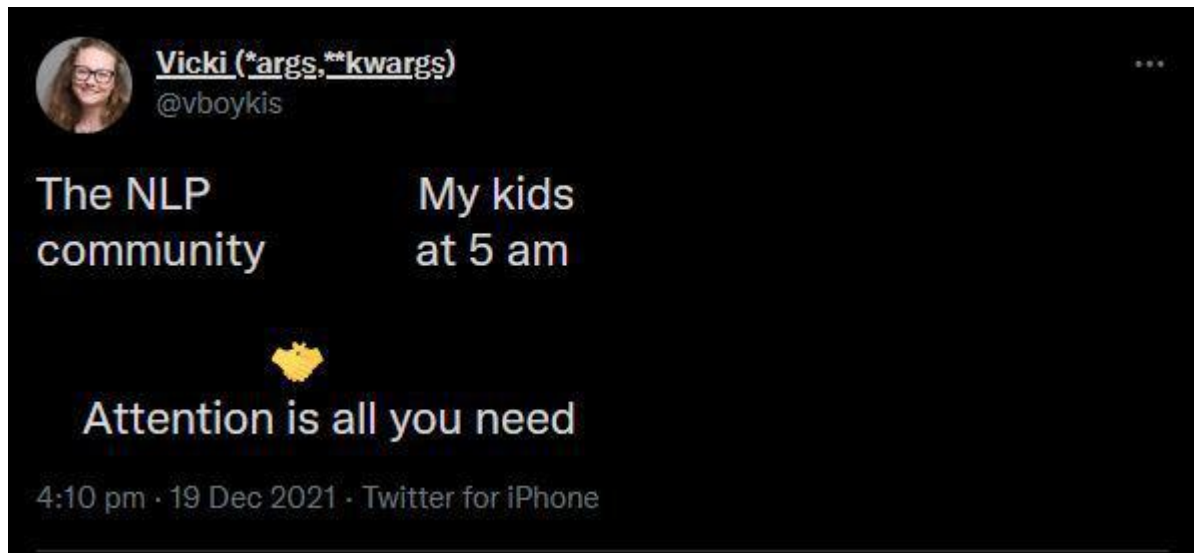 Vicki (*args,**kwargs)
@vboykis
The NLP My kids
community at 5 am
🤝
Attention is all you need
4:10 pm · 19 Dec 2021 · Twitter for iPhone